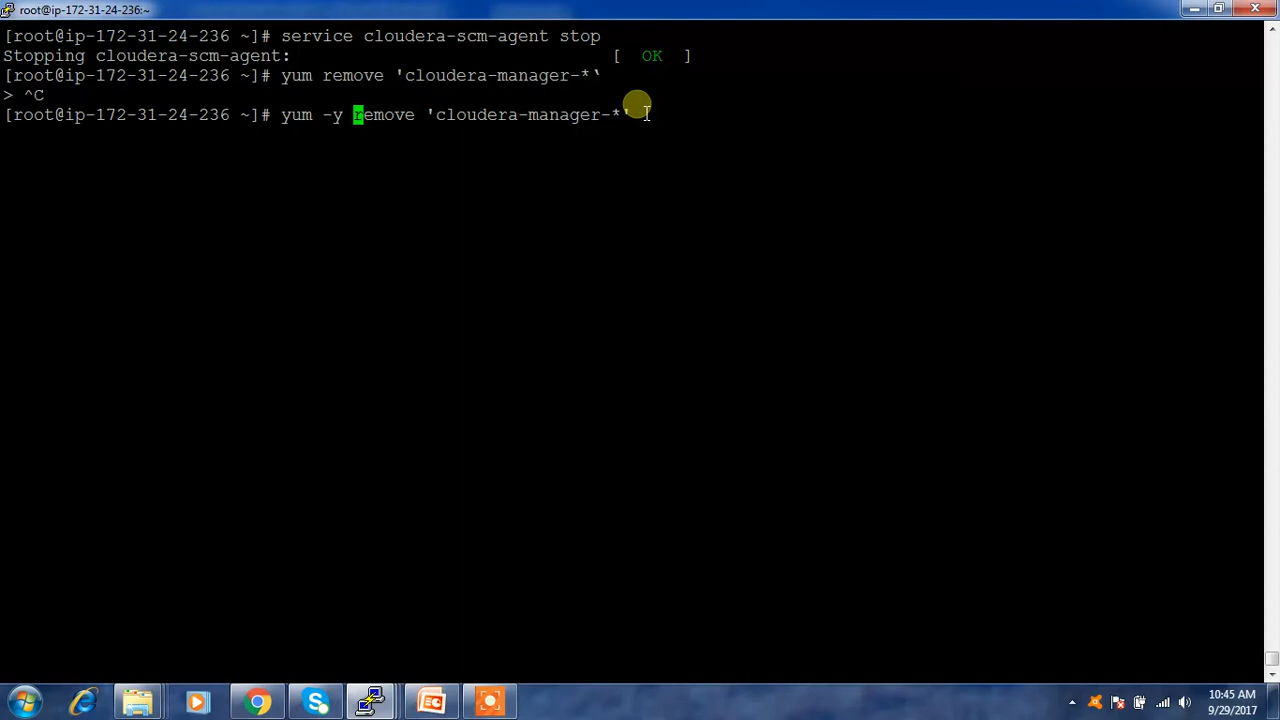 root@ip-172-31-24-236:~
[root@ip-172-31-24-236 ~]# service cloudera-scm-agent stop
Stopping cloudera-scm-agent: [ OK ]
[root@ip-172-31-24-236 ~]# yum remove 'cloudera-manager-*‘
> ^C
[root@ip-172-31-24-236 ~]# yum -y remove 'cloudera-manager-*'
10:45 AM
9/29/2017